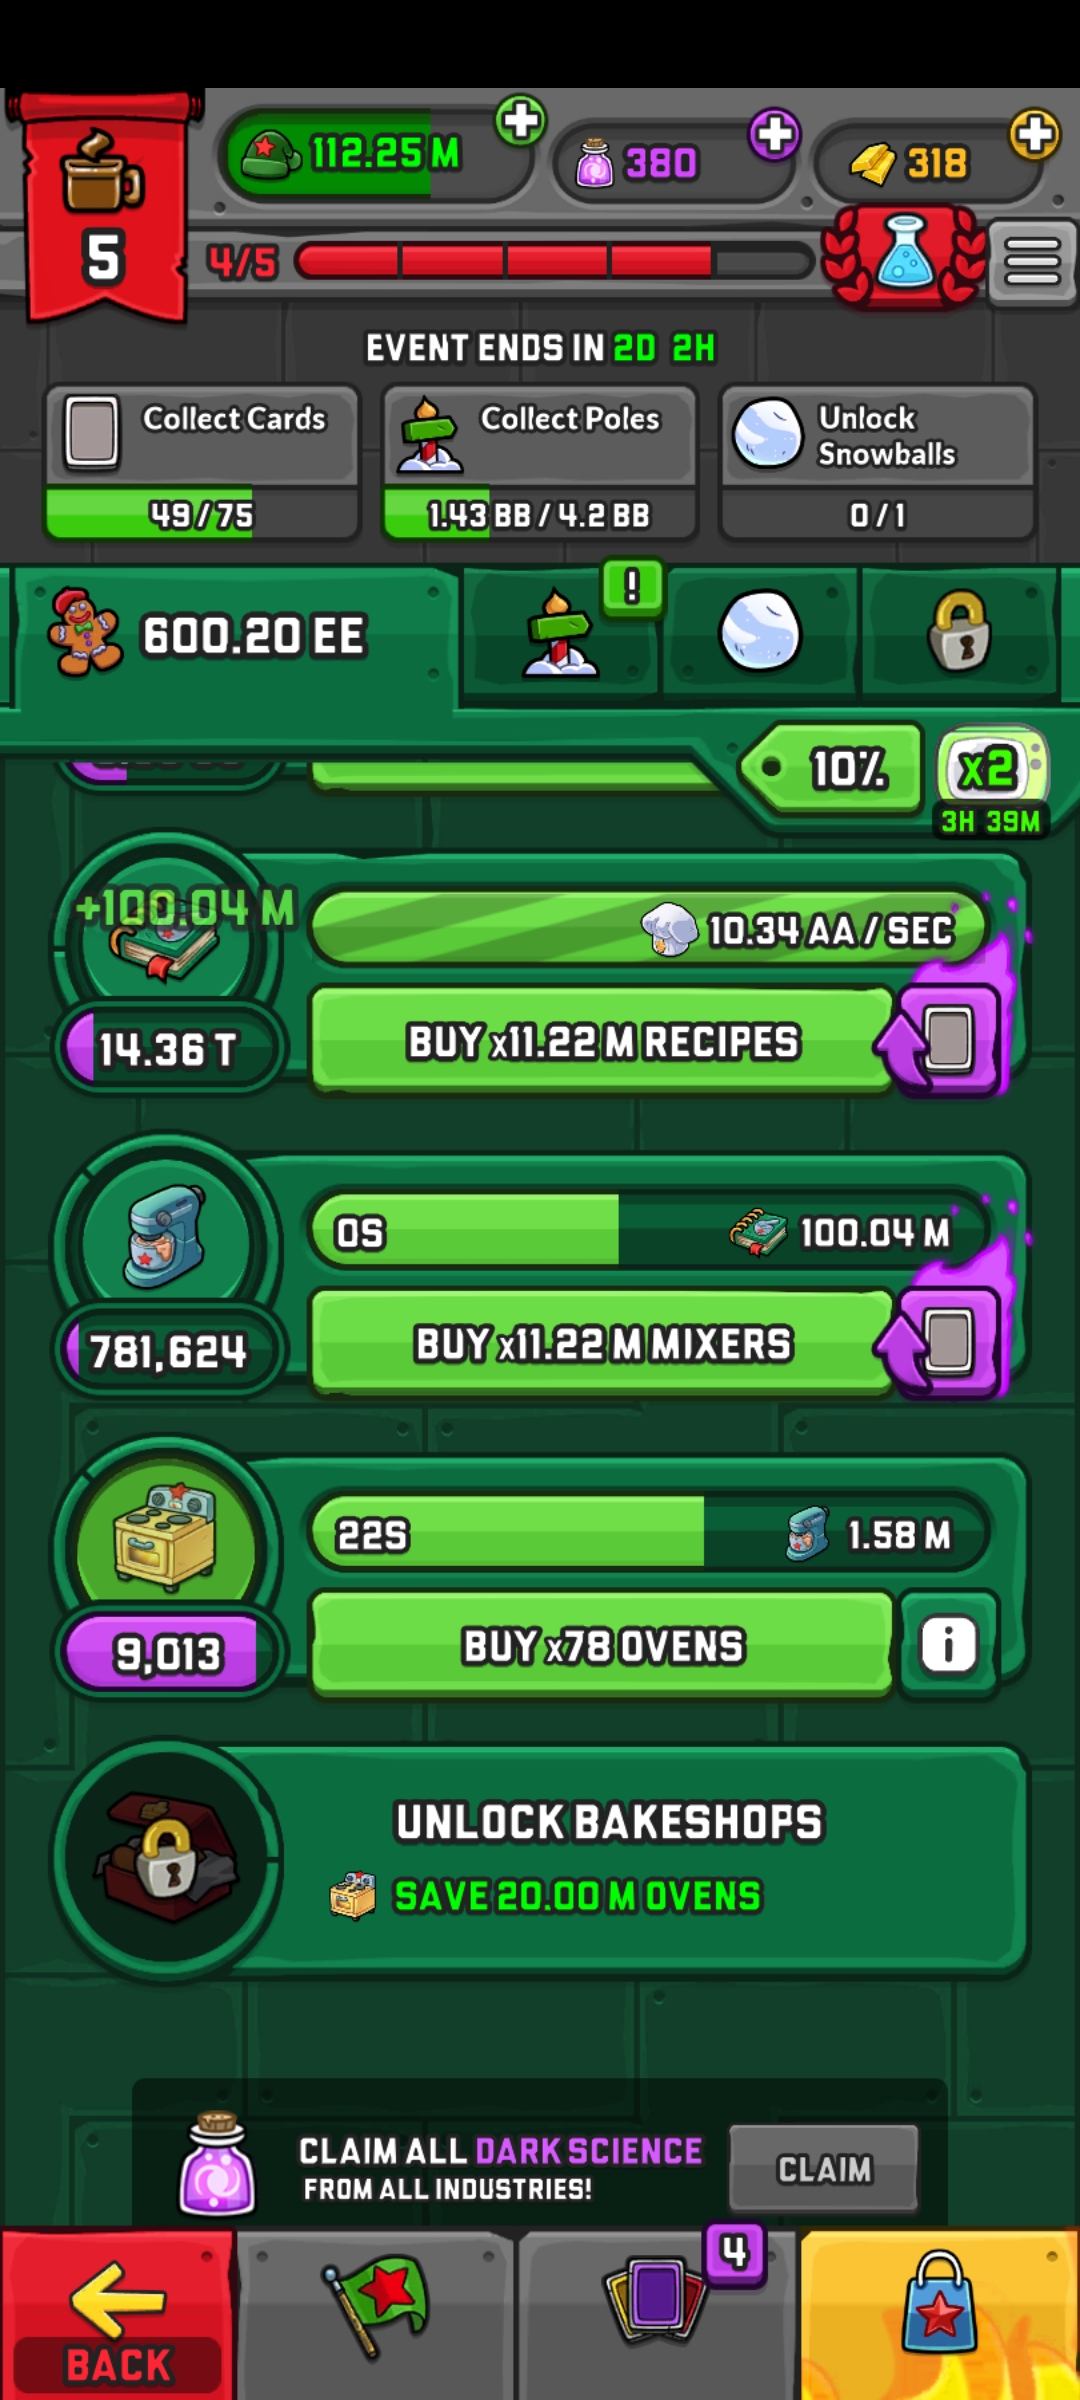 112.25 M
380
318
5
4/5
EVENT ENDS IN 2D 2H
Collect Cards
49/75
Collect Poles
1.43 BB / 4.2 BB
Unlock
Snowballs
0/1
600.20 EE
!
10%
x2
3H 39M
+100.04 M
10.34 AA / SEC
14.36 T
BUY x11.22 M RECIPES
0S
100.04 M
781,624
BUY x11.22 M MIXERS
22S
1.58 M
9,013
BUY x78 OVENS
i
UNLOCK BAKESHOPS
SAVE 20.00 M OVENS
CLAIM ALL DARK SCIENCE
FROM ALL INDUSTRIES!
CLAIM
4
BACK